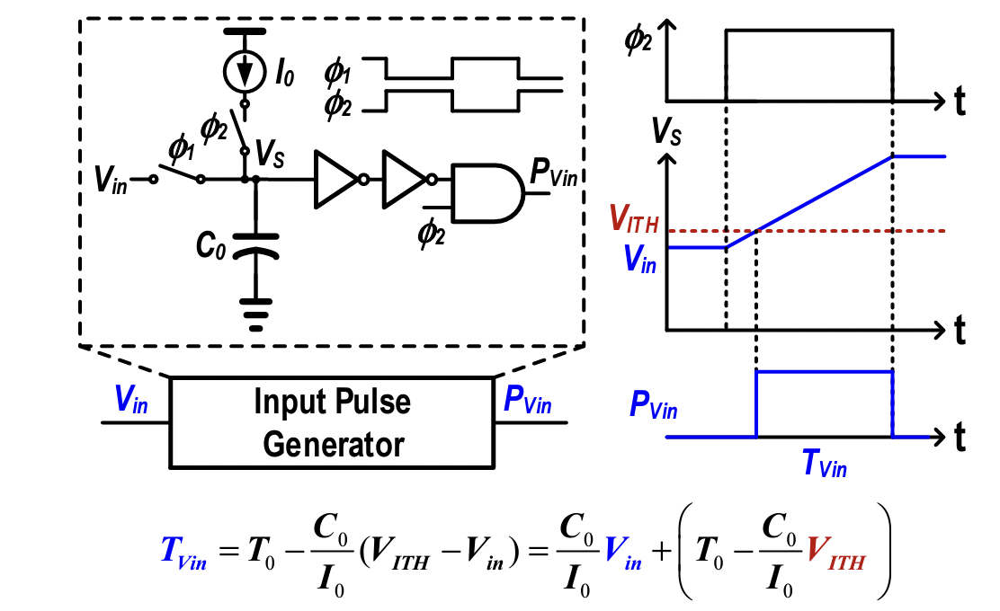 I0
ϕ1
ϕ2
ϕ2
ϕ1
Vin
VS
PVin
ϕ2
C0
Vin
Input Pulse
Generator
PVin
ϕ2
t
VS
VITH
Vin
t
PVin
t
TVin
TVin = T0 − C0/I0 (VITH − Vin) = C0/I0 Vin + (T0 − C0/I0 VITH)